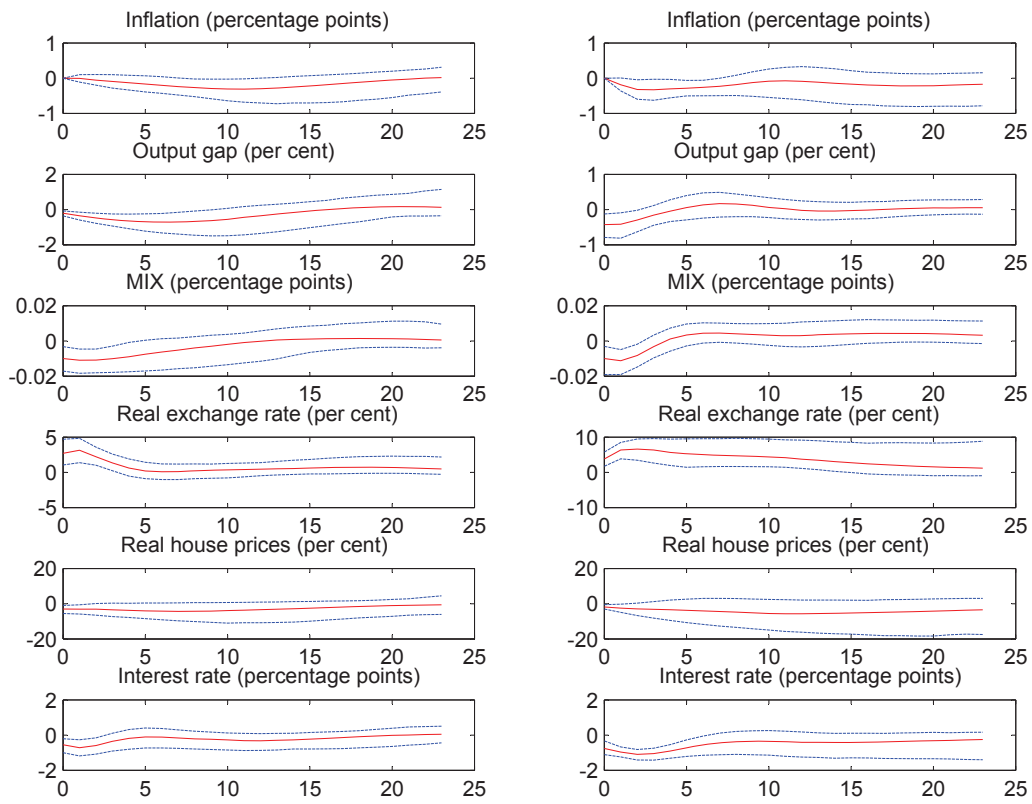 Inflation (percentage points)
1
0
-1
0 5 10 15 20 25
Output gap (per cent)
2
0
-2
0 5 10 15 20 25
MIX (percentage points)
0.02
0
-0.02
0 5 10 15 20 25
Real exchange rate (per cent)
5
0
-5
0 5 10 15 20 25
Real house prices (per cent)
20
0
-20
0 5 10 15 20 25
Interest rate (percentage points)
2
0
-2
0 5 10 15 20 25
Inflation (percentage points)
1
0
-1
0 5 10 15 20 25
Output gap (per cent)
1
0
-1
0 5 10 15 20 25
MIX (percentage points)
0.02
0
-0.02
0 5 10 15 20 25
Real exchange rate (per cent)
10
0
-10
0 5 10 15 20 25
Real house prices (per cent)
20
0
-20
0 5 10 15 20 25
Interest rate (percentage points)
2
0
-2
0 5 10 15 20 25